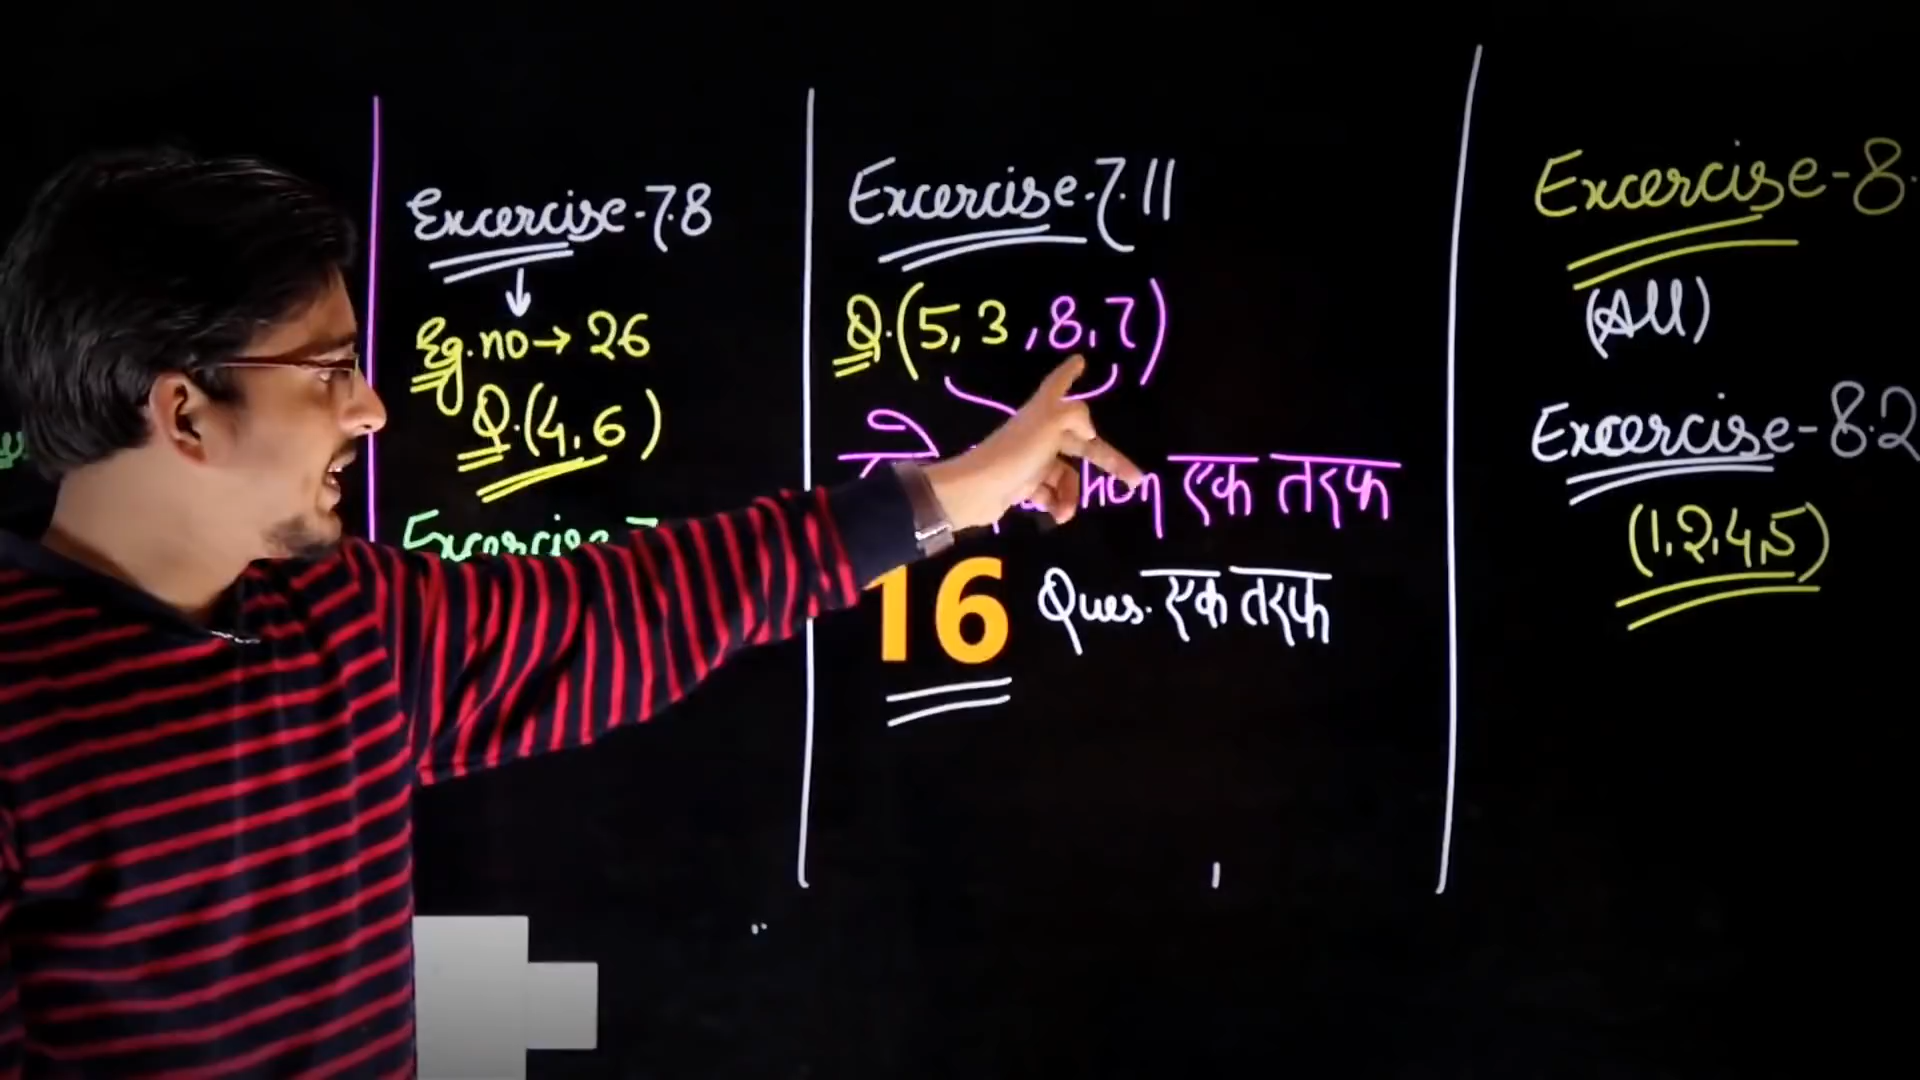 Excercise-7.8
Eg.no→ 26
Q.(4,6)
Excercise
Excercise-7.11
Q.(5,3,8,7)
एक तरफ
16 Ques. एक तरफ
Excercise-8.
(All)
Excercise-8.2
(1,2,4,5)